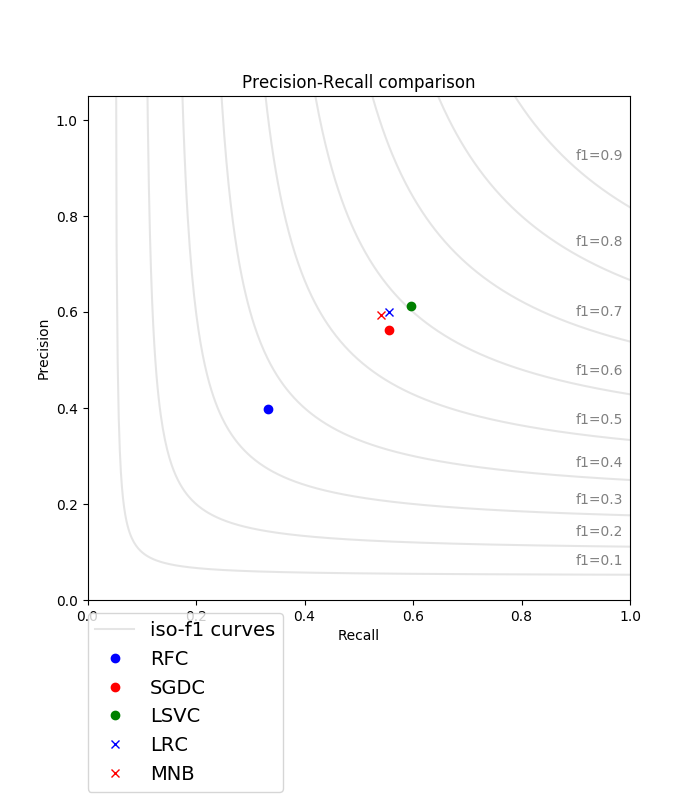 Precision-Recall comparison
1.0
0.8
0.6
0.4
0.2
0.0
Precision
f1=0.9
f1=0.8
f1=0.7
f1=0.6
f1=0.5
f1=0.4
f1=0.3
f1=0.2
f1=0.1
0.0 0.2 0.4 0.6 0.8 1.0
Recall
iso-f1 curves
RFC
SGDC
LSVC
LRC
MNB